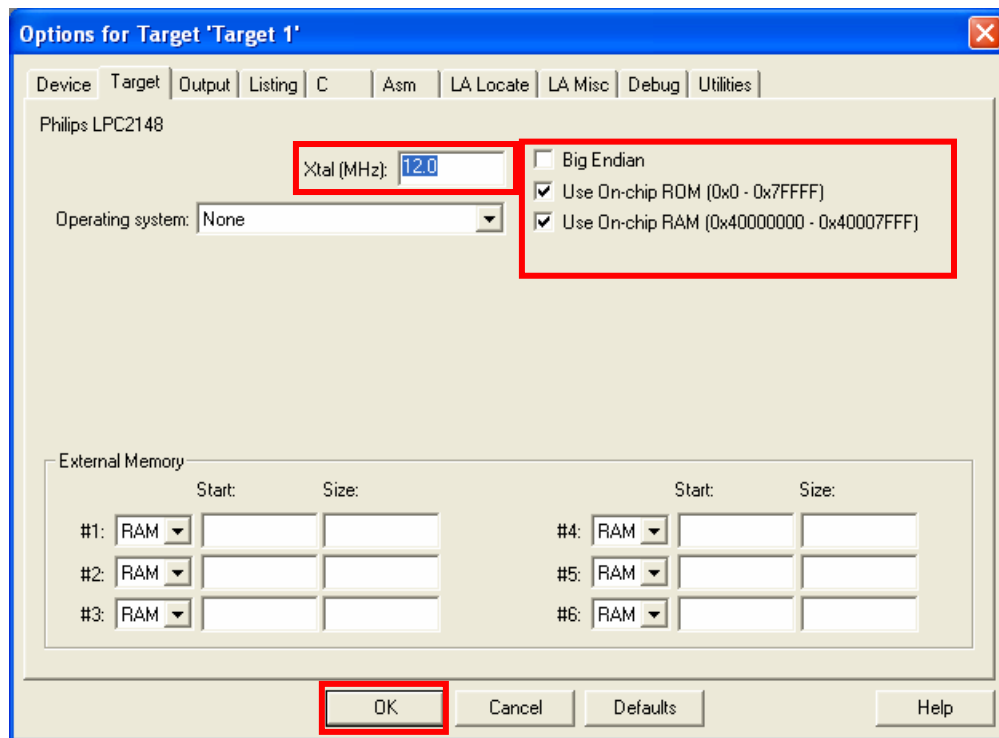 Options for Target 'Target 1'
Device Target Output Listing C Asm LA Locate LA Misc Debug Utilities
Philips LPC2148
Xtal (MHz): 12.0
Big Endian
Use On-chip ROM (0x0 - 0x7FFFF)
Operating system: None
Use On-chip RAM (0x40000000 - 0x40007FFF)
External Memory
Start: Size: Start: Size:
#1: RAM #4: RAM
#2: RAM #5: RAM
#3: RAM #6: RAM
OK Cancel Defaults Help